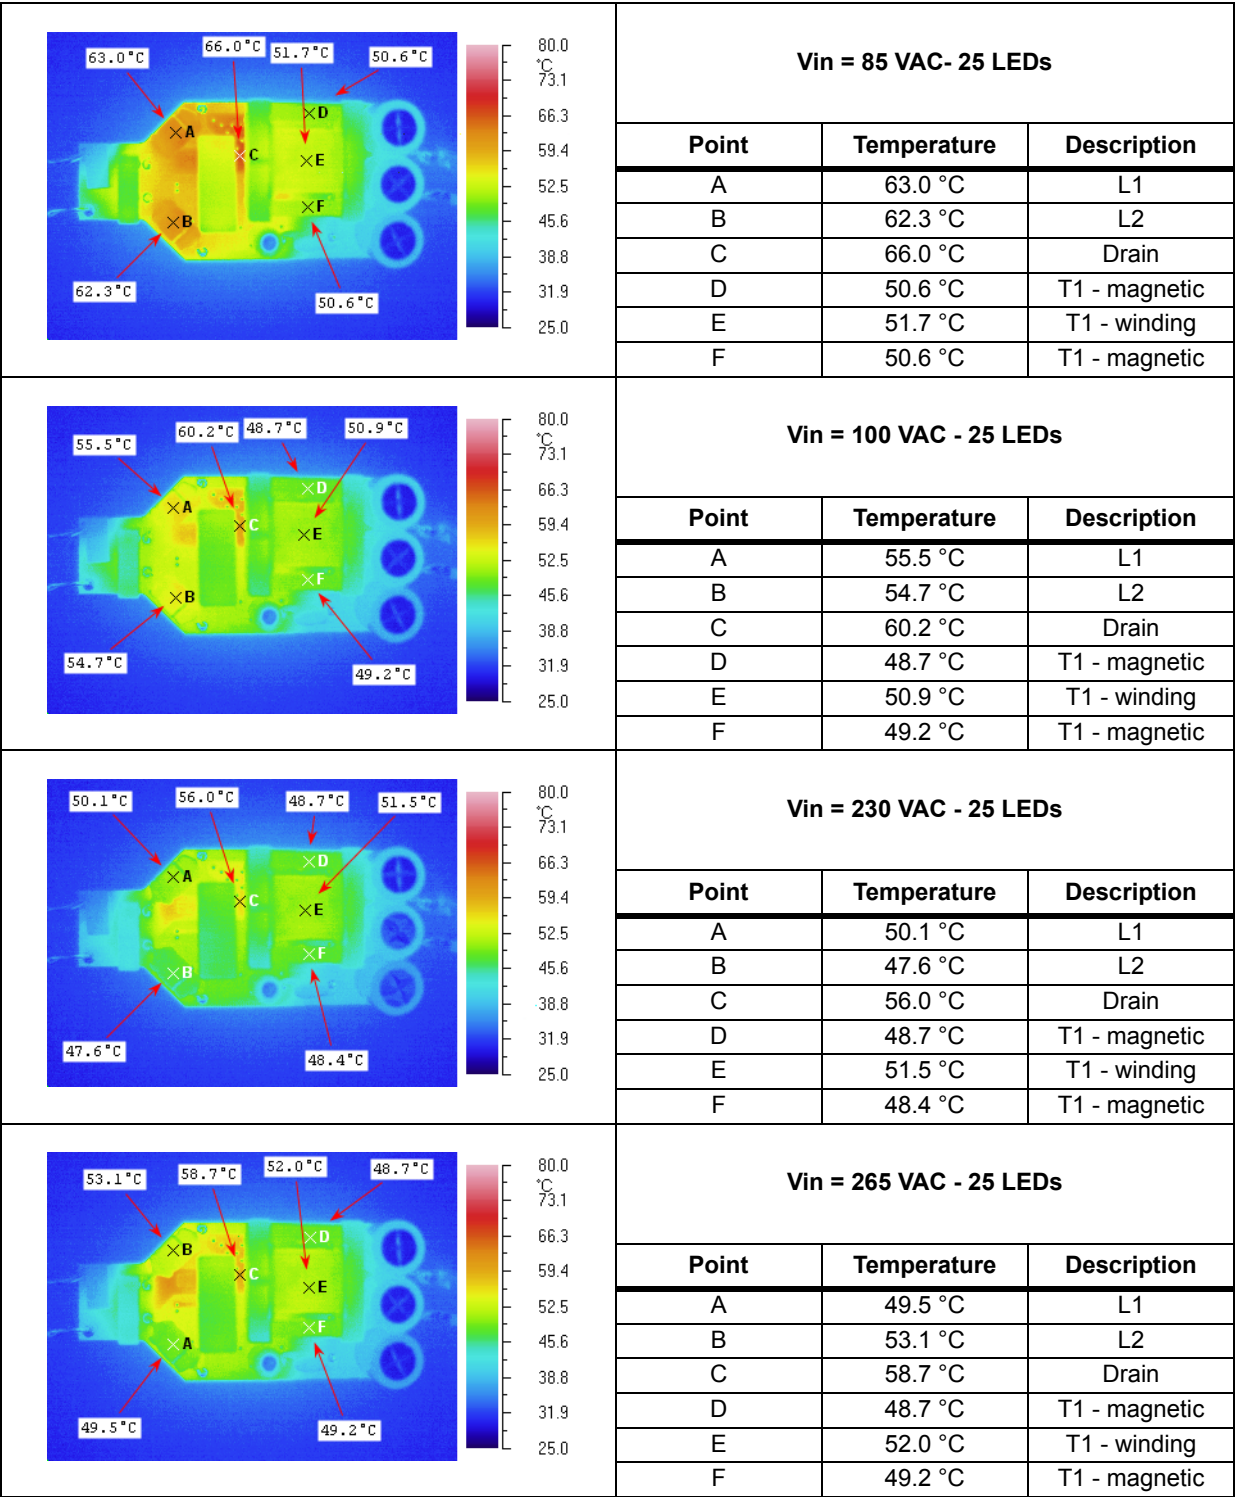 63.0°C 66.0°C 51.7°C 50.6°C
A B C D E F
62.3°C 50.6°C
80.0
°C
73.1
66.3
59.4
52.5
45.6
38.8
31.9
25.0
Vin = 85 VAC- 25 LEDs
Point Temperature Description
A 63.0 °C L1
B 62.3 °C L2
C 66.0 °C Drain
D 50.6 °C T1 - magnetic
E 51.7 °C T1 - winding
F 50.6 °C T1 - magnetic
55.5°C 60.2°C 48.7°C 50.9°C
A B C D E F
54.7°C 49.2°C
80.0
°C
73.1
66.3
59.4
52.5
45.6
38.8
31.9
25.0
Vin = 100 VAC - 25 LEDs
Point Temperature Description
A 55.5 °C L1
B 54.7 °C L2
C 60.2 °C Drain
D 48.7 °C T1 - magnetic
E 50.9 °C T1 - winding
F 49.2 °C T1 - magnetic
50.1°C 56.0°C 48.7°C 51.5°C
A B C D E F
47.6°C 48.4°C
80.0
°C
73.1
66.3
59.4
52.5
45.6
38.8
31.9
25.0
Vin = 230 VAC - 25 LEDs
Point Temperature Description
A 50.1 °C L1
B 47.6 °C L2
C 56.0 °C Drain
D 48.7 °C T1 - magnetic
E 51.5 °C T1 - winding
F 48.4 °C T1 - magnetic
53.1°C 58.7°C 52.0°C 48.7°C
B A C D E F
49.5°C 49.2°C
80.0
°C
73.1
66.3
59.4
52.5
45.6
38.8
31.9
25.0
Vin = 265 VAC - 25 LEDs
Point Temperature Description
A 49.5 °C L1
B 53.1 °C L2
C 58.7 °C Drain
D 48.7 °C T1 - magnetic
E 52.0 °C T1 - winding
F 49.2 °C T1 - magnetic